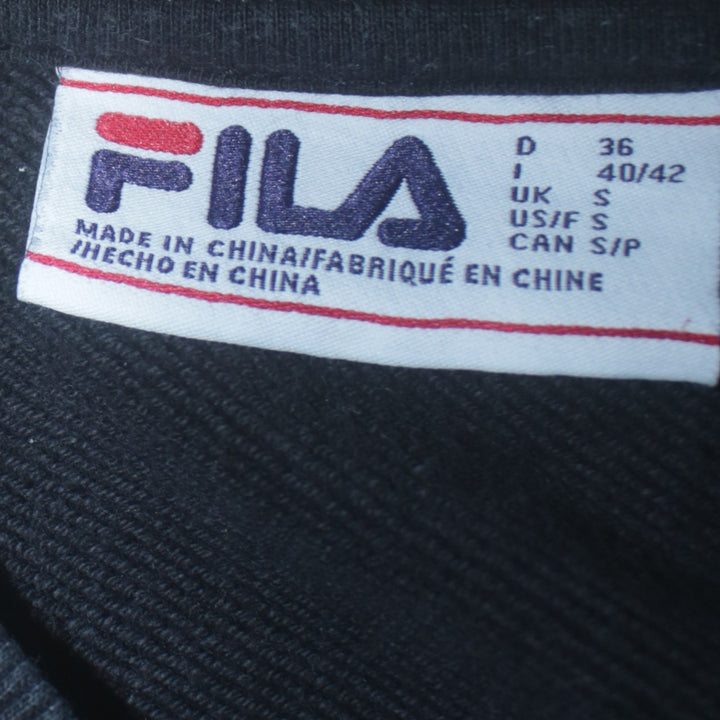 FILA
MADE IN CHINA/FABRIQUÉ EN CHINE
/HECHO EN CHINA
D 36
I 40/42
UK S
US/F S
CAN S/P